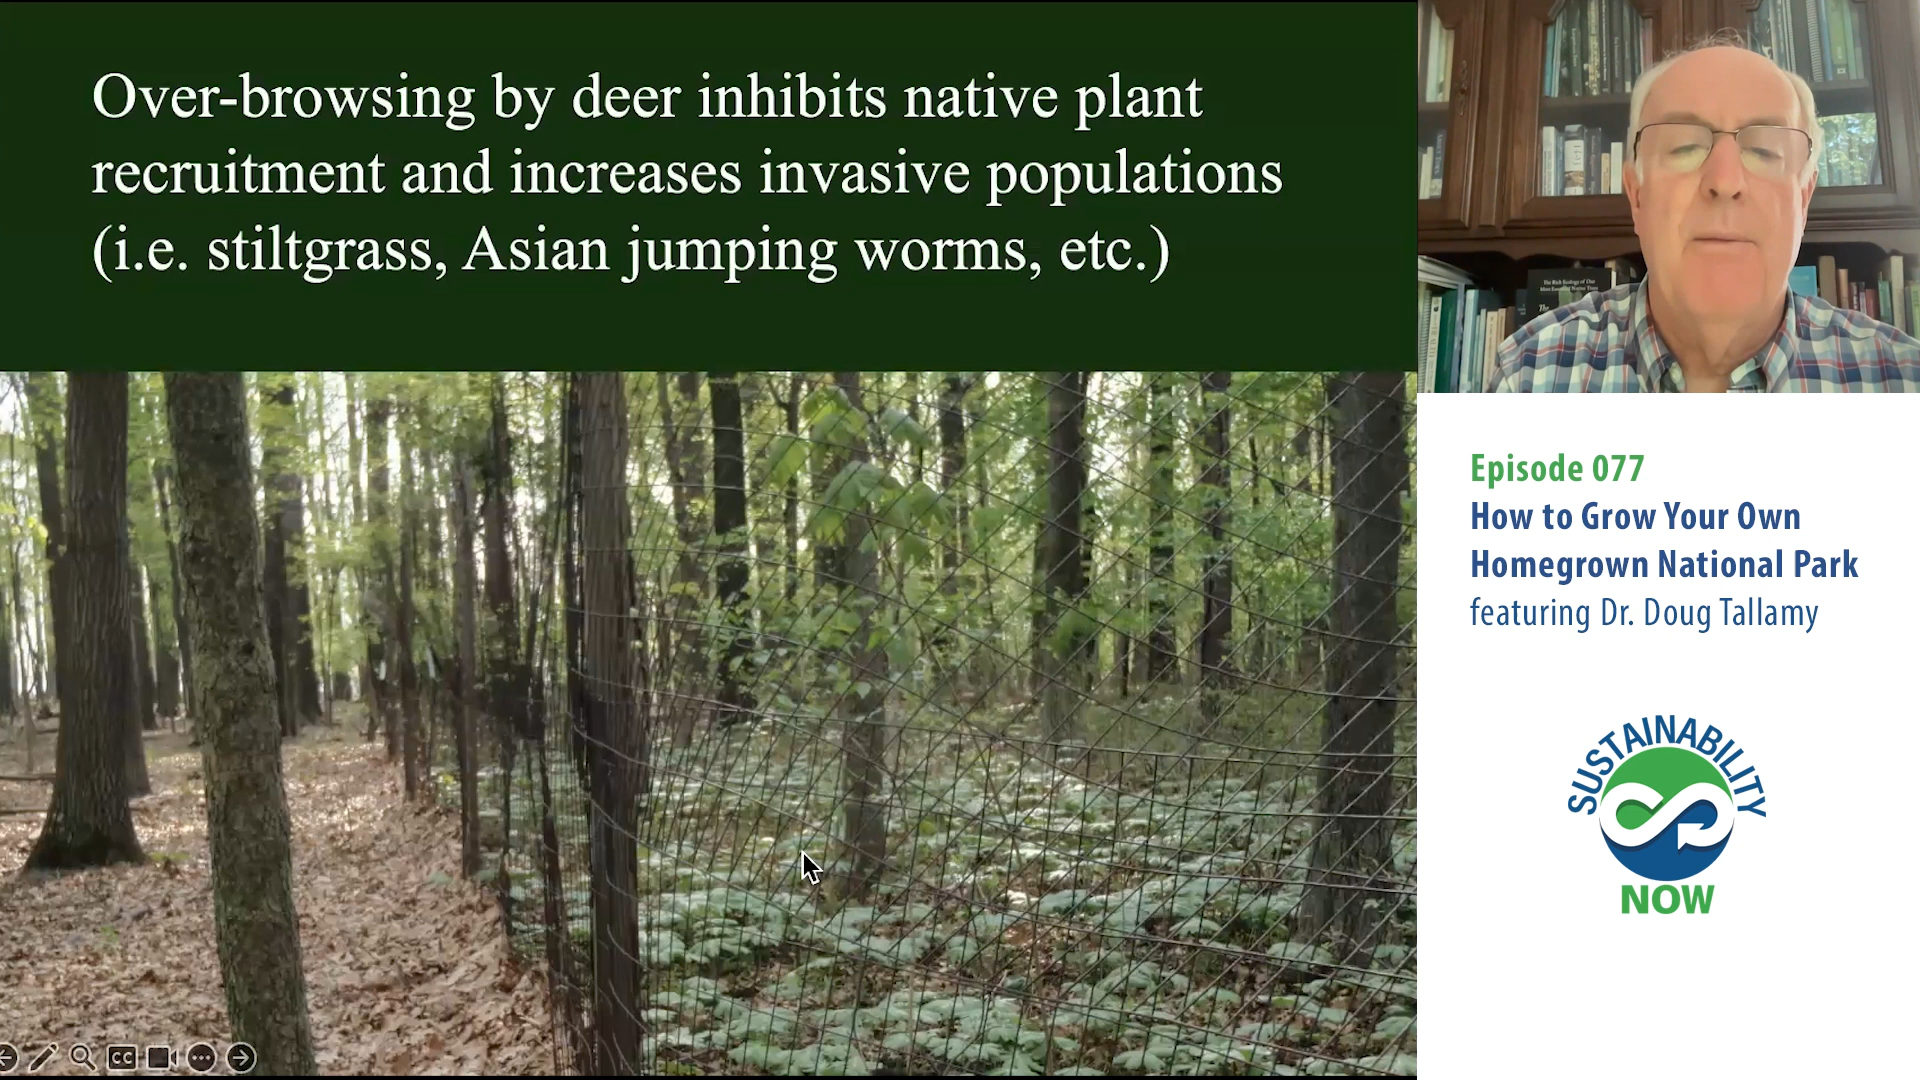 Over-browsing by deer inhibits native plant
recruitment and increases invasive populations
(i.e. stiltgrass, Asian jumping worms, etc.)
Episode 077
How to Grow Your Own
Homegrown National Park
featuring Dr. Doug Tallamy
SUSTAINABILITY
NOW
CC